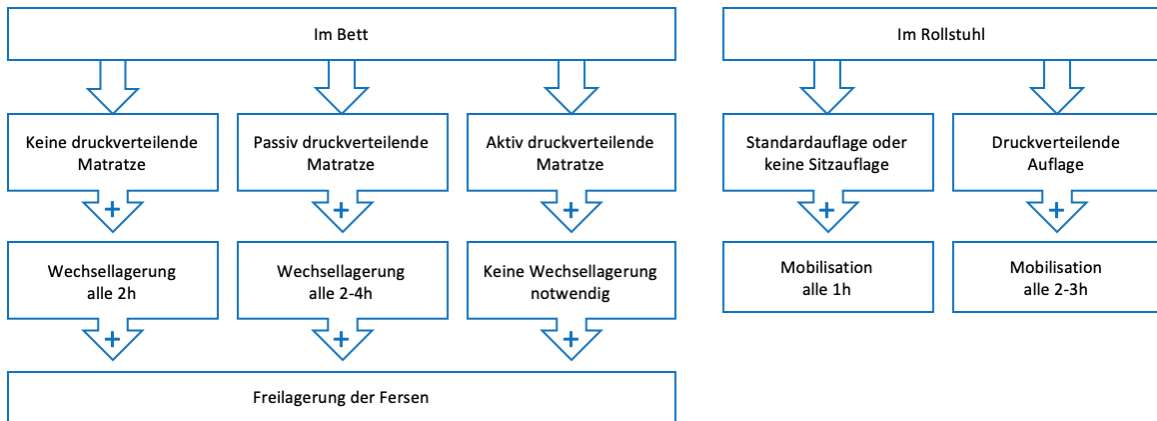 Im Bett
Im Rollstuhl
Keine druckverteilende
Matratze
Passiv druckverteilende
Matratze
Aktiv druckverteilende
Matratze
Standardauflage oder
keine Sitzauflage
Druckverteilende
Auflage
+
+
+
+
+
Wechsellagerung
alle 2h
Wechsellagerung
alle 2-4h
Keine Wechsellagerung
notwendig
Mobilisation
alle 1h
Mobilisation
alle 2-3h
+
+
+
Freilagerung der Fersen